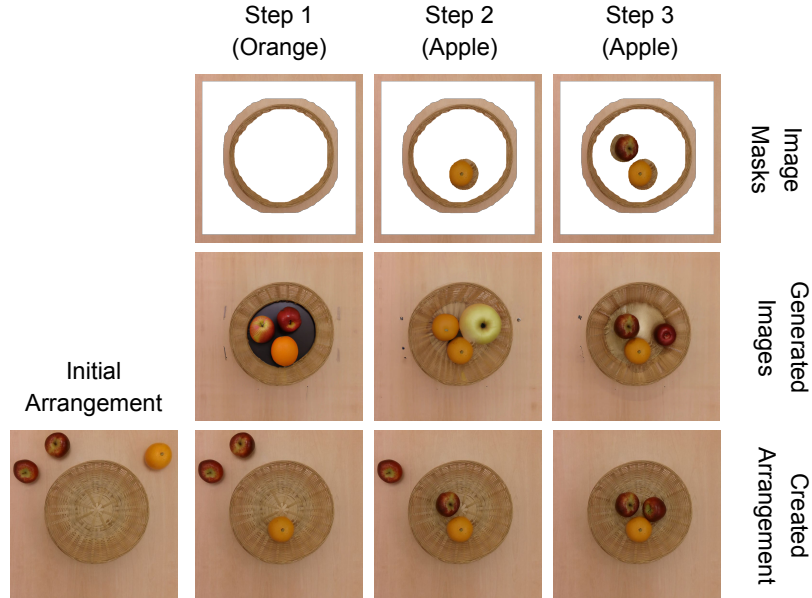 Step 1
(Orange)
Step 2
(Apple)
Step 3
(Apple)
Image
Masks
Generated
Images
Initial
Arrangement
Created
Arrangement